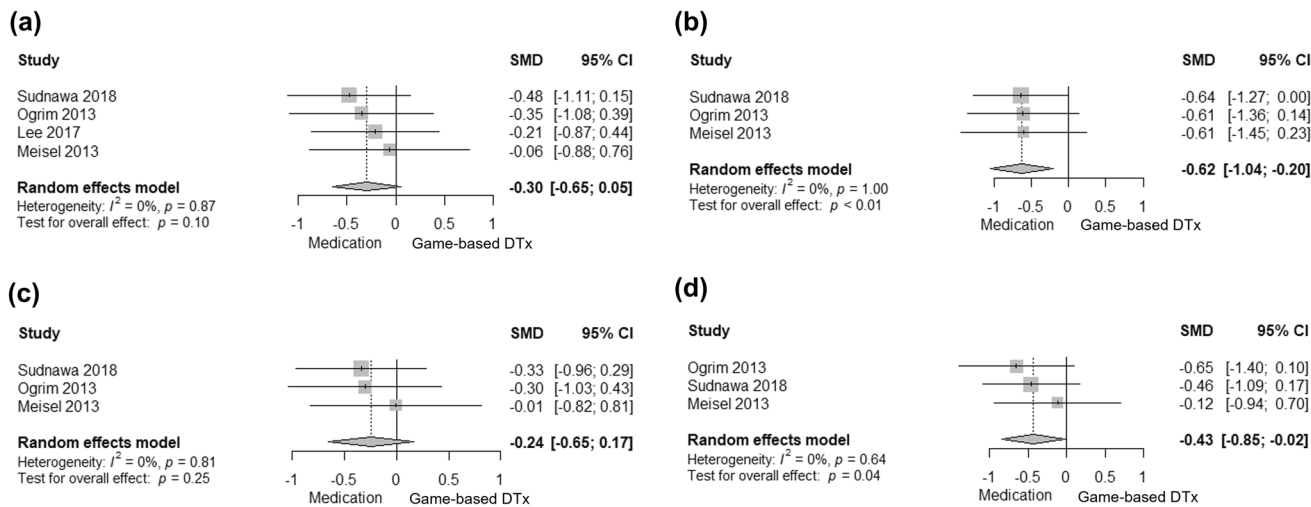 (a)
Study SMD 95% CI
Sudnawa 2018 -0.48 [-1.11; 0.15]
Ogrim 2013 -0.35 [-1.08; 0.39]
Lee 2017 -0.21 [-0.87; 0.44]
Meisel 2013 -0.06 [-0.88; 0.76]
Random effects model -0.30 [-0.65; 0.05]
Heterogeneity: I² = 0%, p = 0.87
Test for overall effect: p = 0.10
-1 -0.5 0 0.5 1
Medication Game-based DTx
(b)
Study SMD 95% CI
Sudnawa 2018 -0.64 [-1.27; 0.00]
Ogrim 2013 -0.61 [-1.36; 0.14]
Meisel 2013 -0.61 [-1.45; 0.23]
Random effects model -0.62 [-1.04; -0.20]
Heterogeneity: I² = 0%, p = 1.00
Test for overall effect: p < 0.01
-1 -0.5 0 0.5 1
Medication Game-based DTx
(c)
Study SMD 95% CI
Sudnawa 2018 -0.33 [-0.96; 0.29]
Ogrim 2013 -0.30 [-1.03; 0.43]
Meisel 2013 -0.01 [-0.82; 0.81]
Random effects model -0.24 [-0.65; 0.17]
Heterogeneity: I² = 0%, p = 0.81
Test for overall effect: p = 0.25
-1 -0.5 0 0.5 1
Medication Game-based DTx
(d)
Study SMD 95% CI
Ogrim 2013 -0.65 [-1.40; 0.10]
Sudnawa 2018 -0.46 [-1.09; 0.17]
Meisel 2013 -0.12 [-0.94; 0.70]
Random effects model -0.43 [-0.85; -0.02]
Heterogeneity: I² = 0%, p = 0.64
Test for overall effect: p = 0.04
-1 -0.5 0 0.5 1
Medication Game-based DTx